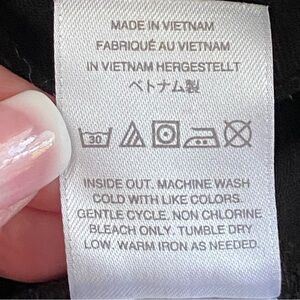 MADE IN VIETNAM
FABRIQUÉ AU VIETNAM
IN VIETNAM HERGESTELLT
ベトナム製
30
INSIDE OUT. MACHINE WASH
COLD WITH LIKE COLORS.
GENTLE CYCLE. NON CHLORINE
BLEACH ONLY. TUMBLE DRY
LOW. WARM IRON AS NEEDED.